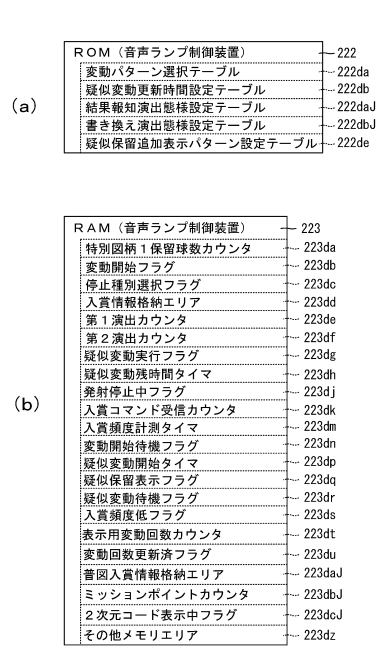 (a)
ROM（音声ランプ制御装置） 222
変動パターン選択テーブル 222da
疑似変動更新時間設定テーブル 222db
結果報知演出態様設定テーブル 222daJ
書き換え演出態様設定テーブル 222dbJ
疑似保留追加表示パターン設定テーブル 222de
(b)
RAM（音声ランプ制御装置） 223
特別図柄1保留球数カウンタ 223da
変動開始フラグ 223db
停止種別選択フラグ 223dc
入賞情報格納エリア 223dd
第1演出カウンタ 223de
第2演出カウンタ 223df
疑似変動実行フラグ 223dg
疑似変動残時間タイマ 223dh
発射停止中フラグ 223dj
入賞コマンド受信カウンタ 223dk
入賞頻度計測タイマ 223dm
変動開始待機フラグ 223dn
疑似変動開始タイマ 223dp
疑似保留表示フラグ 223dq
疑似変動待機フラグ 223dr
入賞頻度低フラグ 223ds
表示用変動回数カウンタ 223dt
変動回数更新済フラグ 223du
普図入賞情報格納エリア 223daJ
ミッションポイントカウンタ 223dbJ
2次元コード表示中フラグ 223dcJ
その他メモリエリア 223dz